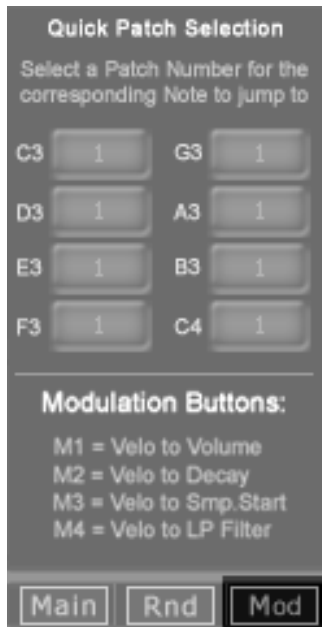 Quick Patch Selection
Select a Patch Number for the
corresponding Note to jump to
C3 1 G3 1
D3 1 A3 1
E3 1 B3 1
F3 1 C4 1
Modulation Buttons:
M1 = Velo to Volume
M2 = Velo to Decay
M3 = Velo to Smp.Start
M4 = Velo to LP Filter
Main Rnd Mod